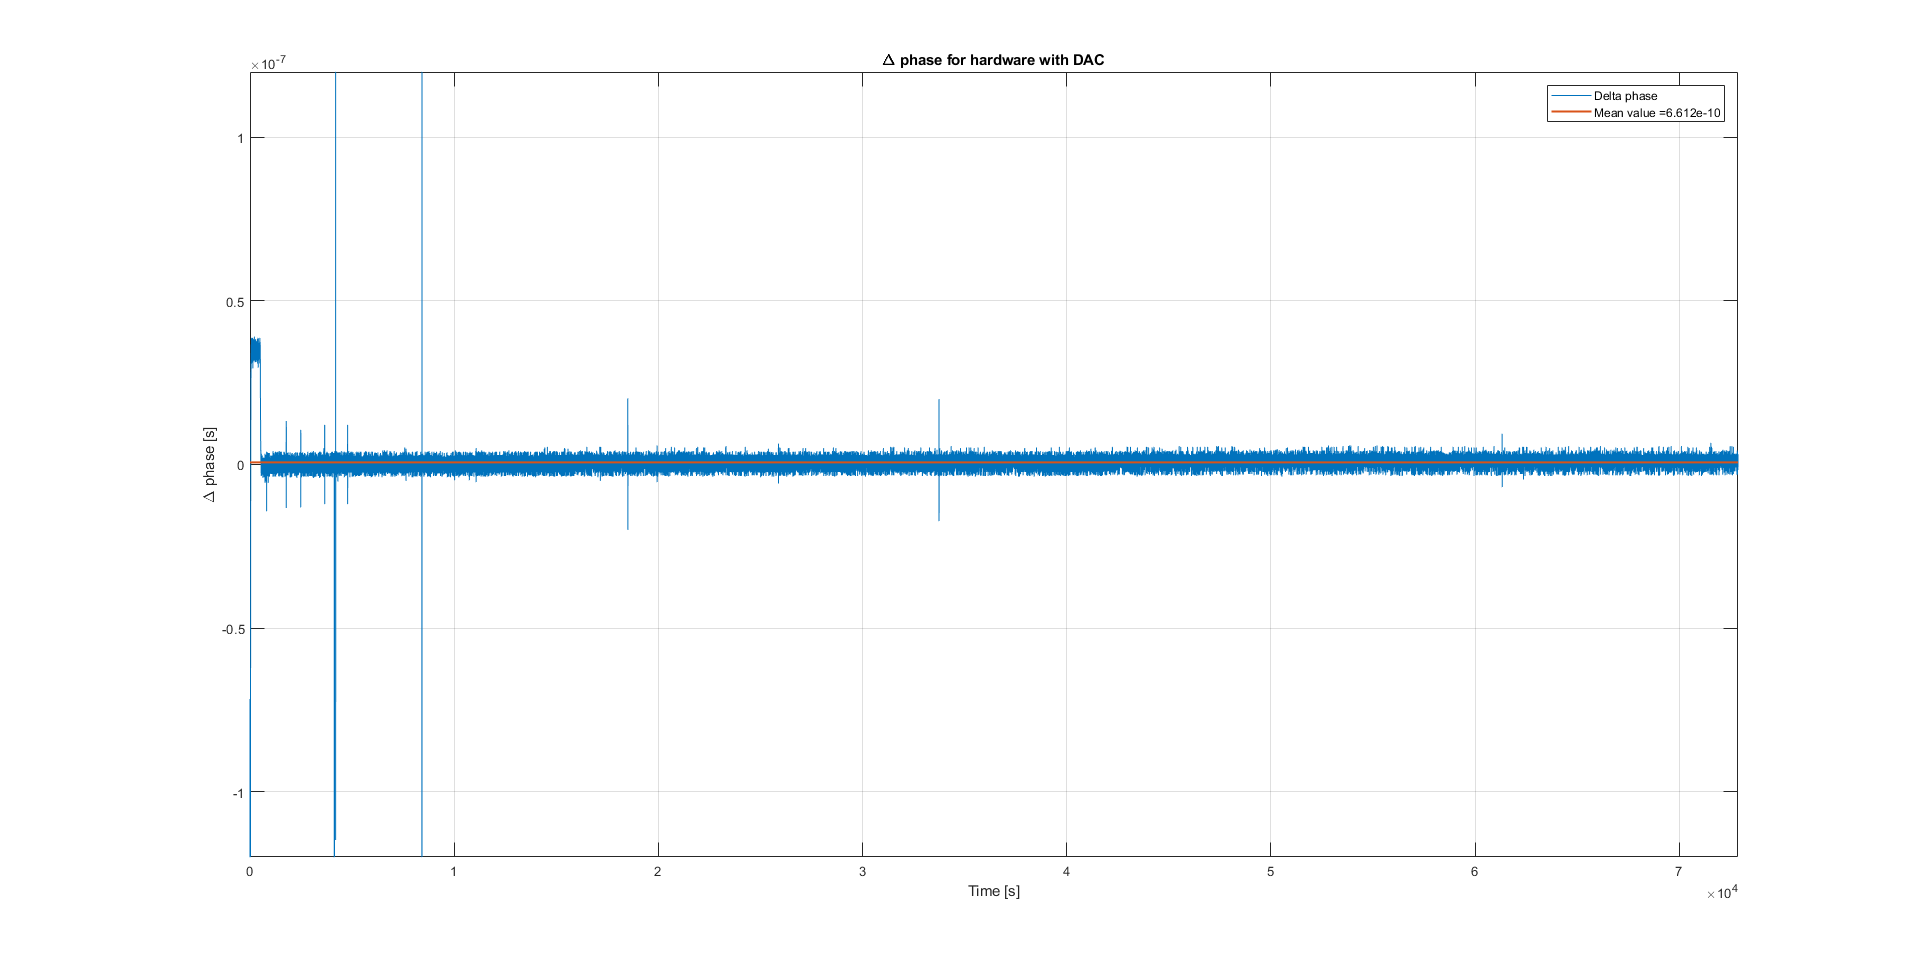 Δ phase for hardware with DAC
×10-7
Delta phase
Mean value =6.612e-10
1
0.5
0
-0.5
-1
Δ phase [s]
0 1 2 3 4 5 6 7
Time [s]
×104